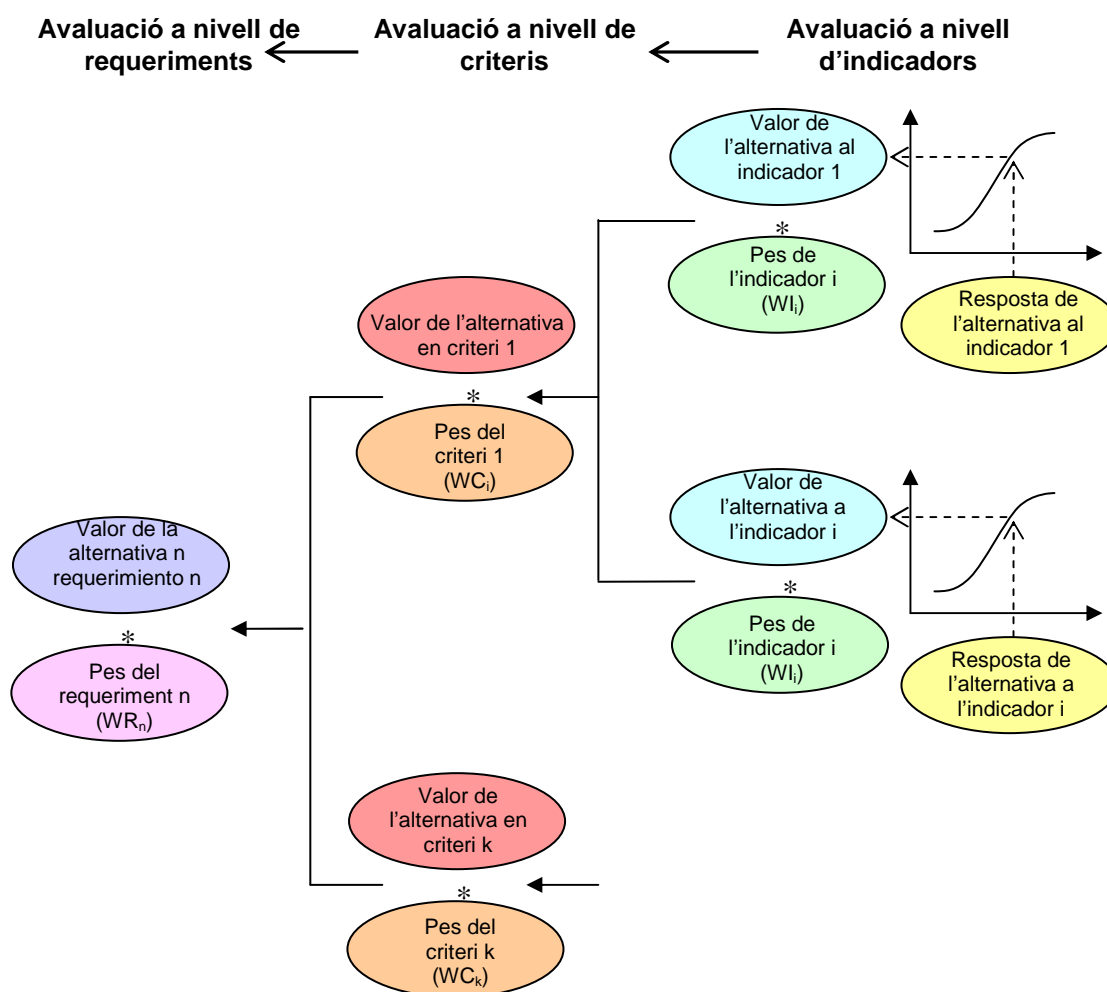 Avaluació a nivell de
requeriments
Avaluació a nivell de
criteris
Avaluació a nivell
d’indicadors
Valor de
l’alternativa al
indicador 1
*
Pes de
l’indicador i
(WIi)
Resposta de
l’alternativa al
indicador 1
Valor de l’alternativa
en criteri 1
*
Pes del
criteri 1
(WCi)
Valor de
l’alternativa a
l’indicador i
*
Pes de
l’indicador i
(WIi)
Resposta de
l’alternativa a
l’indicador i
Valor de la
alternativa n
requerimiento n
*
Pes del
requeriment n
(WRn)
Valor de
l’alternativa en
criteri k
*
Pes del
criteri k
(WCk)